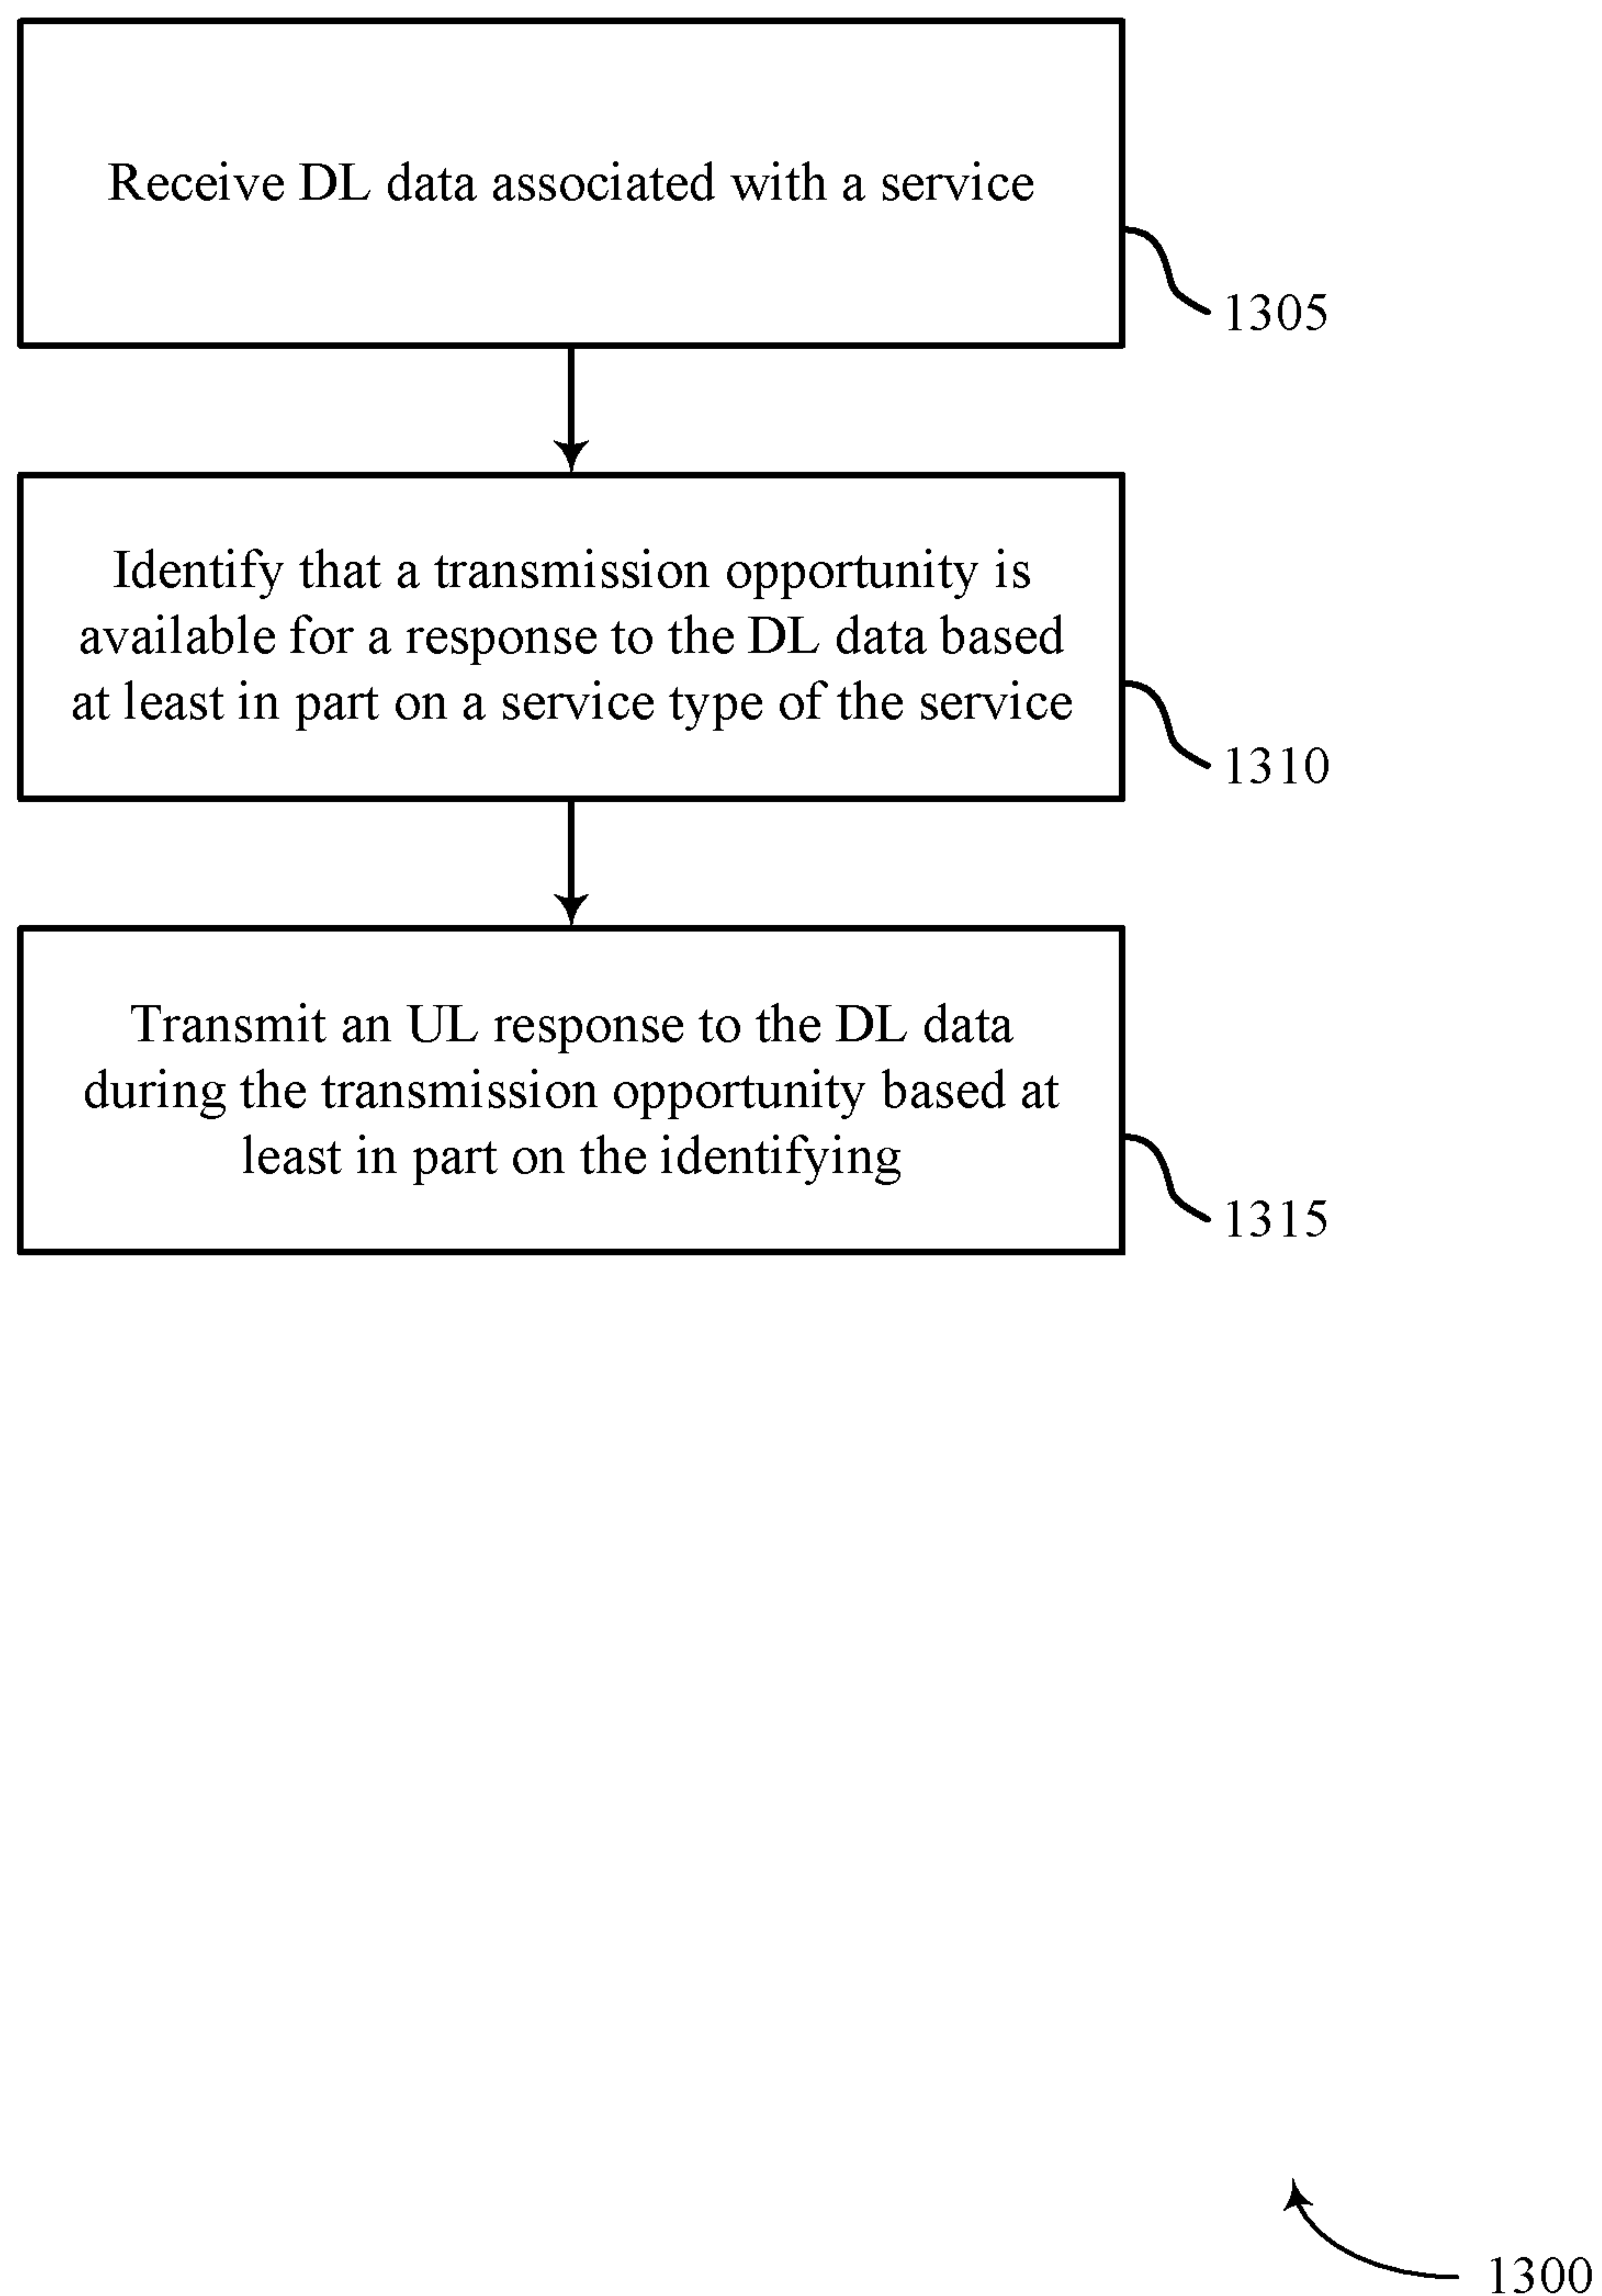 Receive DL data associated with a service
1305
Identify that a transmission opportunity is
available for a response to the DL data based
at least in part on a service type of the service
1310
Transmit an UL response to the DL data
during the transmission opportunity based at
least in part on the identifying
1315
1300